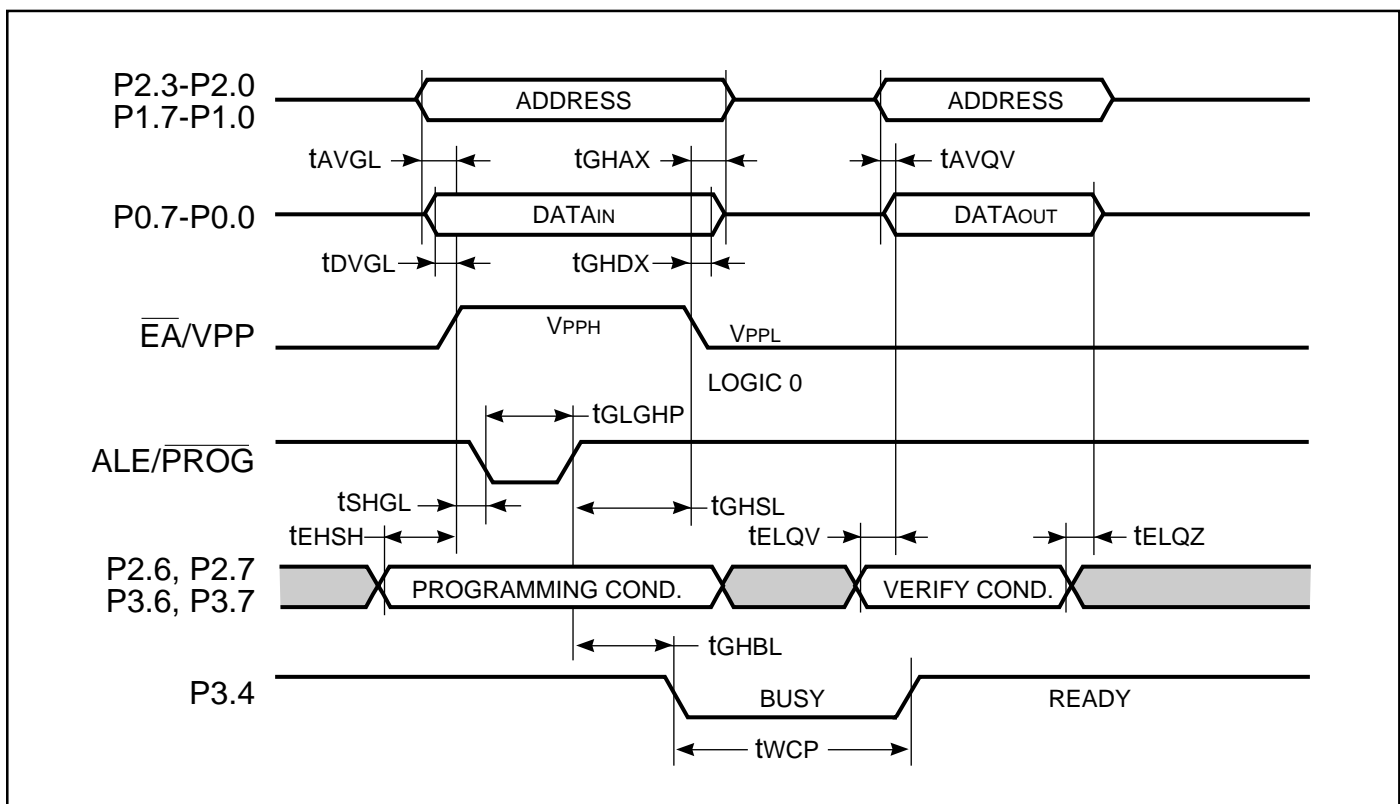 P2.3-P2.0
P1.7-P1.0
ADDRESS
ADDRESS
tAVGL
tGHAX
tAVQV
P0.7-P0.0
DATAIN
DATAOUT
tDVGL
tGHDX
EA/VPP
VPPH
VPPL
LOGIC 0
tGLGHP
ALE/PROG
tSHGL
tGHSL
tEHSH
tELQV
tELQZ
P2.6, P2.7
P3.6, P3.7
PROGRAMMING COND.
VERIFY COND.
tGHBL
P3.4
BUSY
READY
tWCP